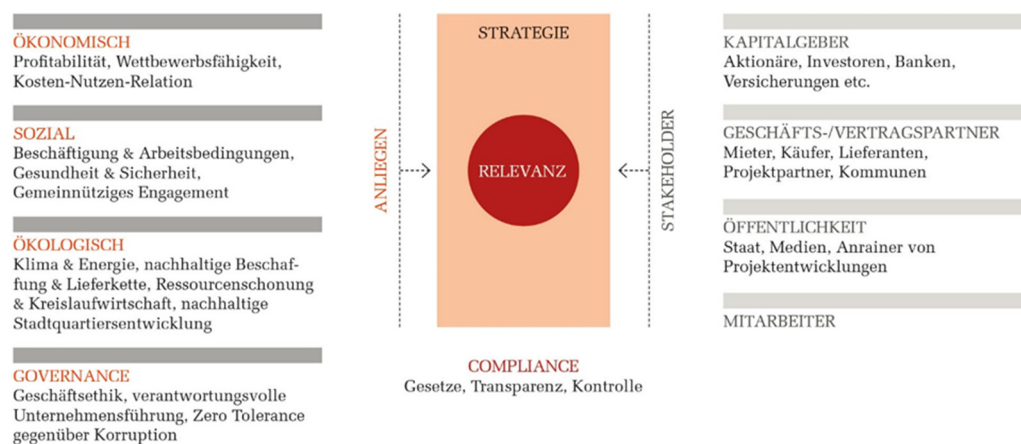 ÖKONOMISCH
Profitabilität, Wettbewerbsfähigkeit,
Kosten-Nutzen-Relation
SOZIAL
Beschäftigung & Arbeitsbedingungen,
Gesundheit & Sicherheit,
Gemeinnütziges Engagement
ÖKOLOGISCH
Klima & Energie, nachhaltige Beschaf-
fung & Lieferkette, Ressourcenschonung
& Kreislaufwirtschaft, nachhaltige
Stadtquartiersentwicklung
GOVERNANCE
Geschäftsethik, verantwortungsvolle
Unternehmensführung, Zero Tolerance
gegenüber Korruption
ANLIEGEN
STRATEGIE
RELEVANZ
STAKEHOLDER
COMPLIANCE
Gesetze, Transparenz, Kontrolle
KAPITALGEBER
Aktionäre, Investoren, Banken,
Versicherungen etc.
GESCHÄFTS-/VERTRAGSPARTNER
Mieter, Käufer, Lieferanten,
Projektpartner, Kommunen
ÖFFENTLICHKEIT
Staat, Medien, Anrainer von
Projektentwicklungen
MITARBEITER